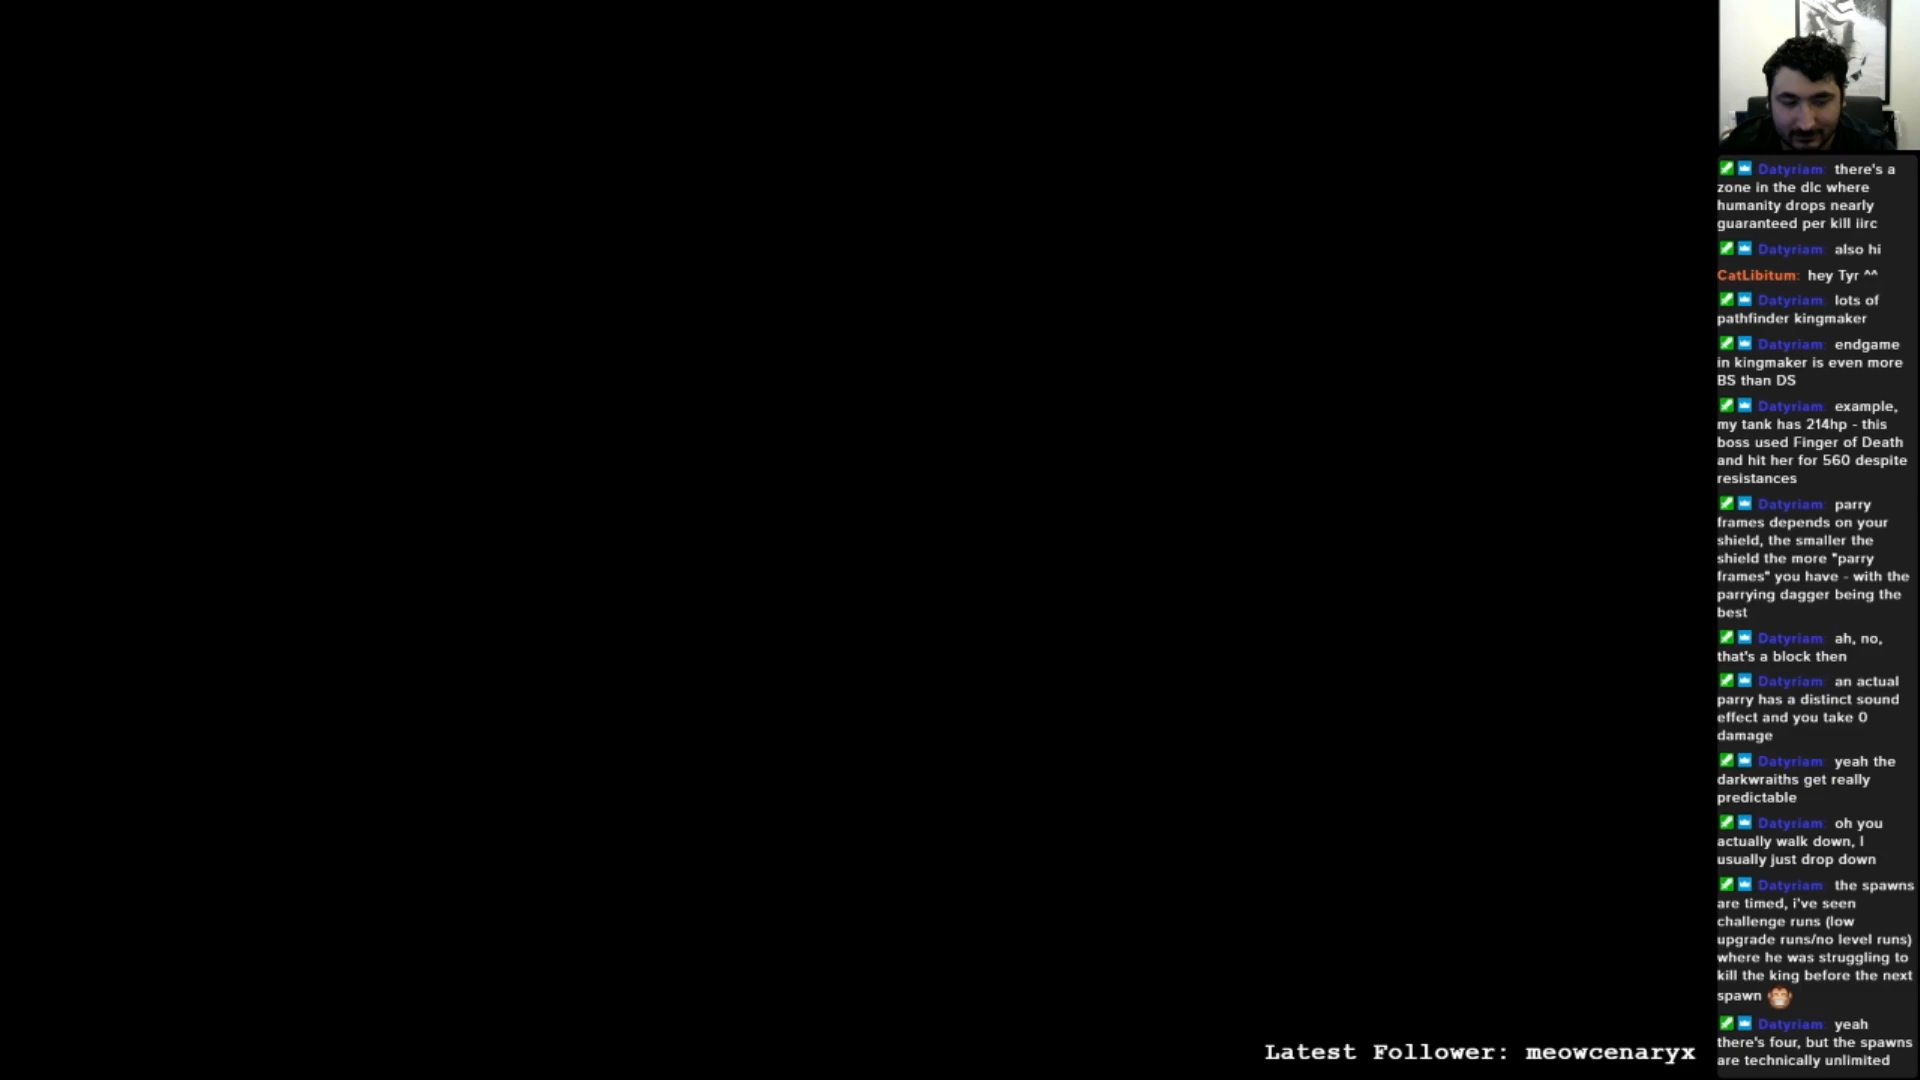 Datyriam: there's a
zone in the dlc where
humanity drops nearly
guaranteed per kill iirc
Datyriam: also hi
CatLibitum: hey Tyr ^^
Datyriam: lots of
pathfinder kingmaker
Datyriam: endgame
in kingmaker is even more
BS than DS
Datyriam: example,
my tank has 214hp - this
boss used Finger of Death
and hit her for 560 despite
resistances
Datyriam: parry
frames depends on your
shield, the smaller the
shield the more "parry
frames" you have - with the
parrying dagger being the
best
Datyriam: ah, no,
that's a block then
Datyriam: an actual
parry has a distinct sound
effect and you take 0
damage
Datyriam: yeah the
darkwraiths get really
predictable
Datyriam: oh you
actually walk down, I
usually just drop down
Datyriam: the spawns
are timed, i've seen
challenge runs (low
upgrade runs/no level runs)
where he was struggling to
kill the king before the next
spawn
Datyriam: yeah
there's four, but the spawns
are technically unlimited
Latest Follower: meowcenaryx